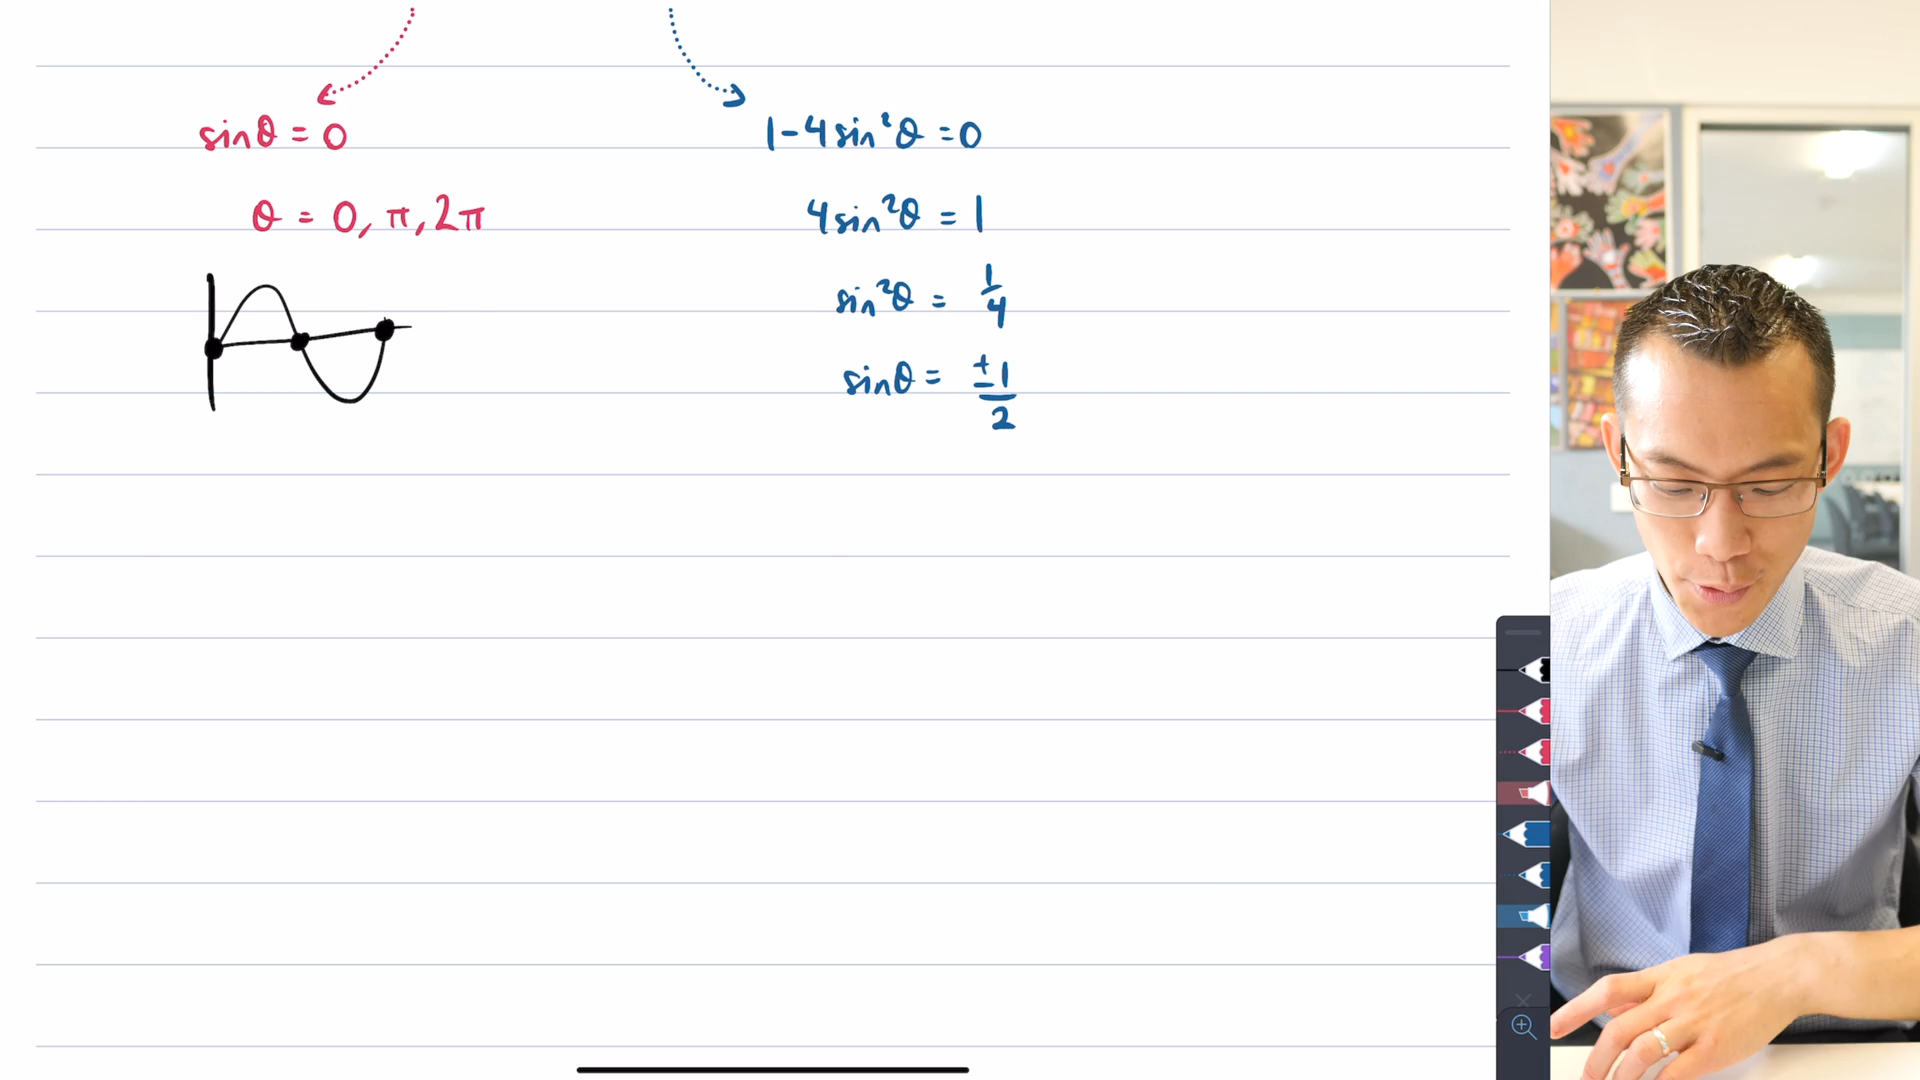 sinθ = 0
θ = 0, π, 2π
1-4sin²θ = 0
4sin²θ = 1
sin²θ = 1/4
sinθ = ±1/2